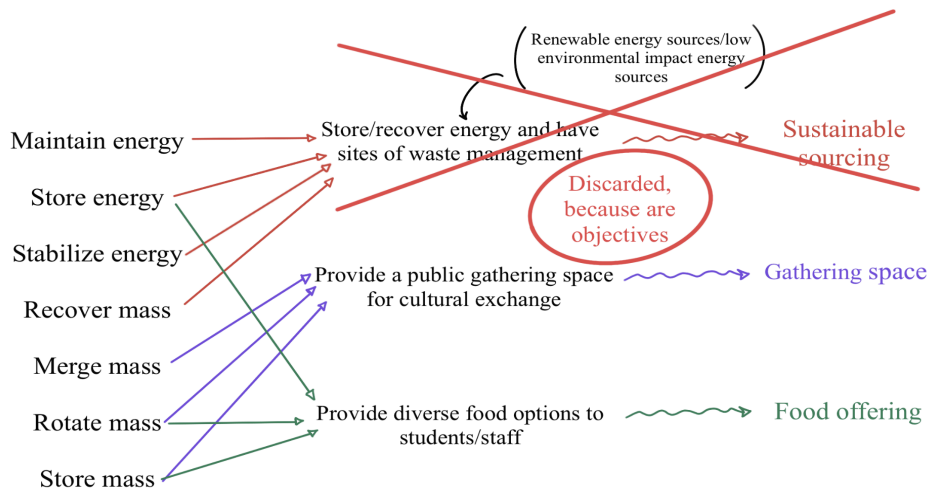 Renewable energy sources/low
environmental impact energy
sources
Maintain energy
Store energy
Stabilize energy
Recover mass
Merge mass
Rotate mass
Store mass
Store/recover energy and have
sites of waste management
Sustainable
sourcing
Discarded,
because are
objectives
Provide a public gathering space
for cultural exchange
Gathering space
Provide diverse food options to
students/staff
Food offering